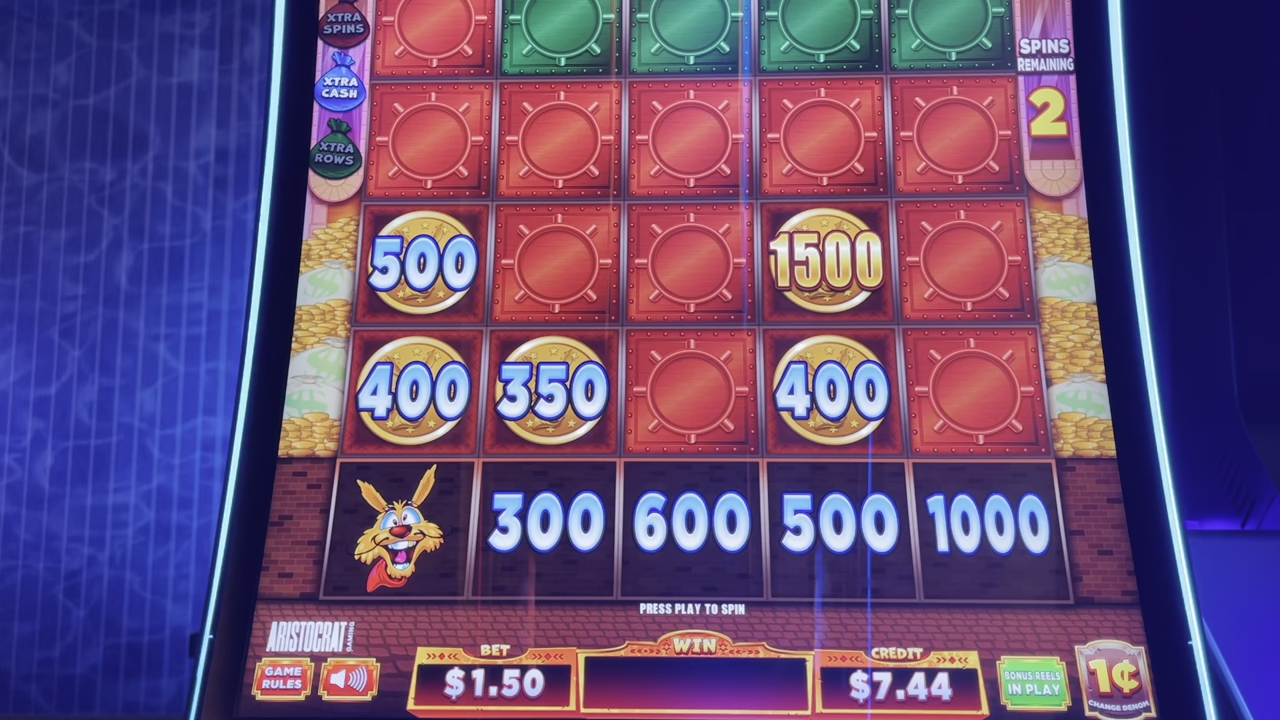 XTRA
SPINS
XTRA
CASH
XTRA
ROWS
SPINS
REMAINING
2
500
1500
400
350
400
300
600
500
1000
PRESS PLAY TO SPIN
ARISTOCRAT
GAMING
GAME
RULES
BET
$1.50
WIN
CREDIT
$7.44
BONUS REELS
IN PLAY
1¢
CHANGE DENOM